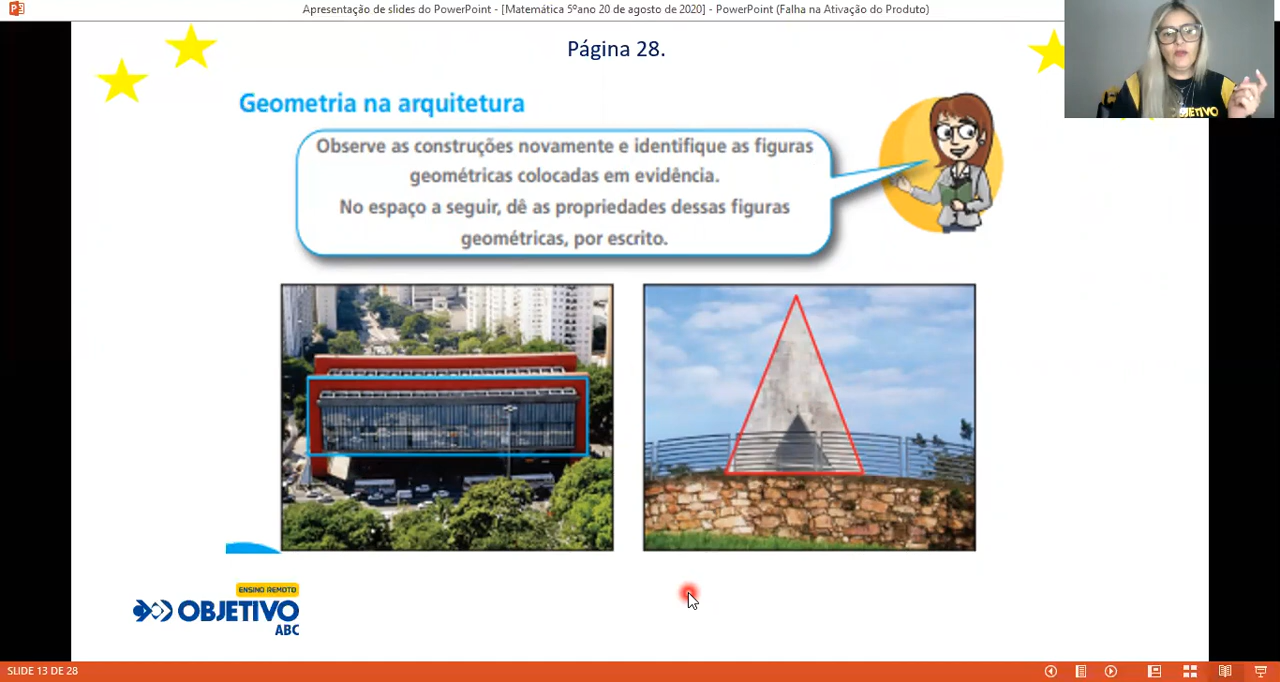 Apresentação de slides do PowerPoint - [Matemática 5ºano 20 de agosto de 2020] - PowerPoint (Falha na Ativação do Produto)
Página 28.
Geometria na arquitetura
Observe as construções novamente e identifique as figuras
geométricas colocadas em evidência.
No espaço a seguir, dê as propriedades dessas figuras
geométricas, por escrito.
OBJETIVO
ENSINO REMOTO
OBJETIVO
ABC
SLIDE 13 DE 28